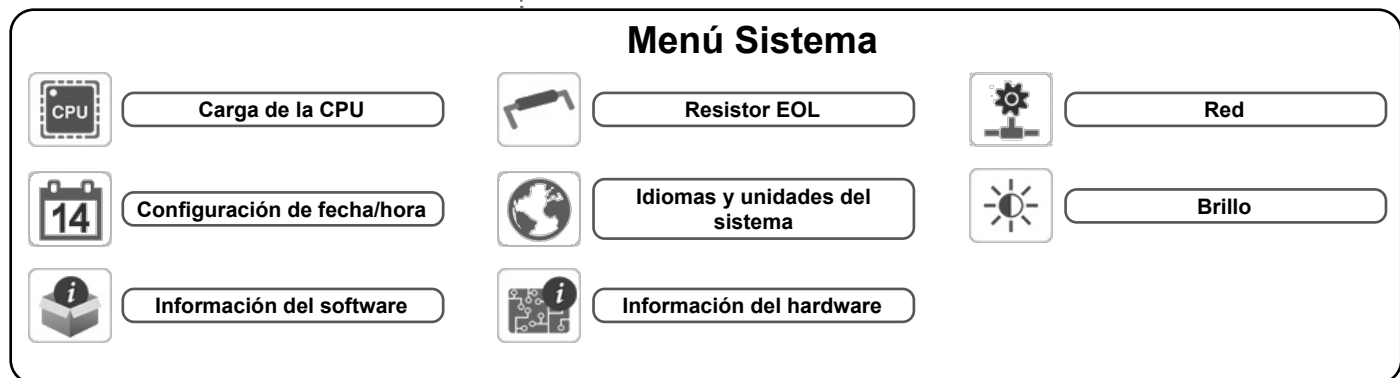 Menú Sistema
CPU
Carga de la CPU
Resistor EOL
Red
14
Configuración de fecha/hora
Idiomas y unidades del
sistema
Brillo
i
Información del software
i
Información del hardware